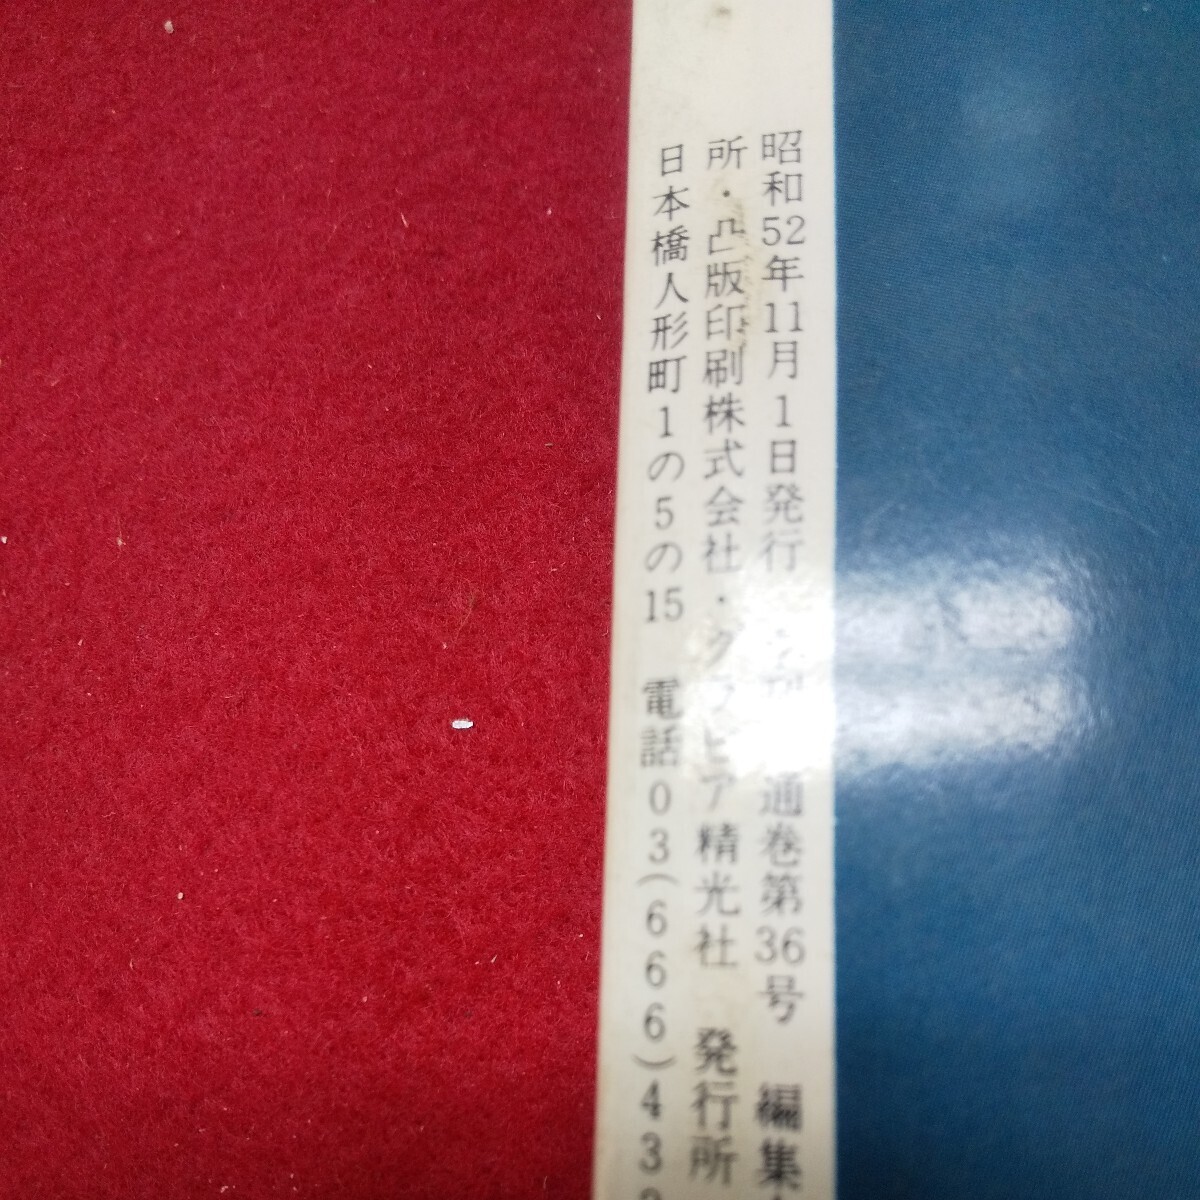 昭和52年11月1日発行 通巻第36号 編集
所・凸版印刷株式会社・グラビア精光社 発行所
日本橋人形町1の5の15 電話03(666)43